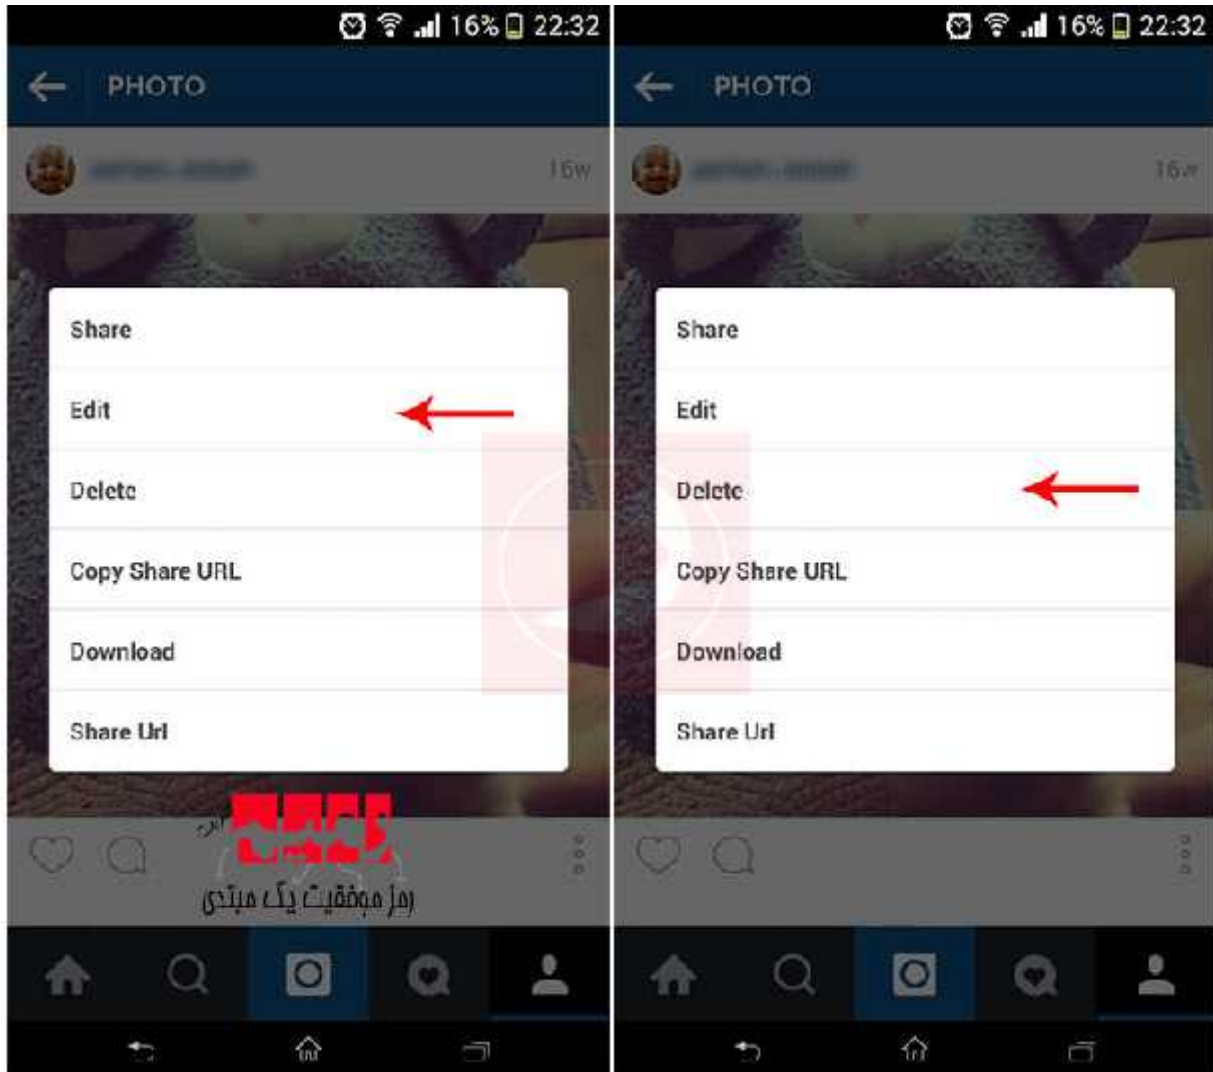 16% 22:32
PHOTO
16w
Share
Edit
Delete
Copy Share URL
Download
Share Url
رمز موفقیت یک مبتدی
16% 22:32
PHOTO
16w
Share
Edit
Delete
Copy Share URL
Download
Share Url